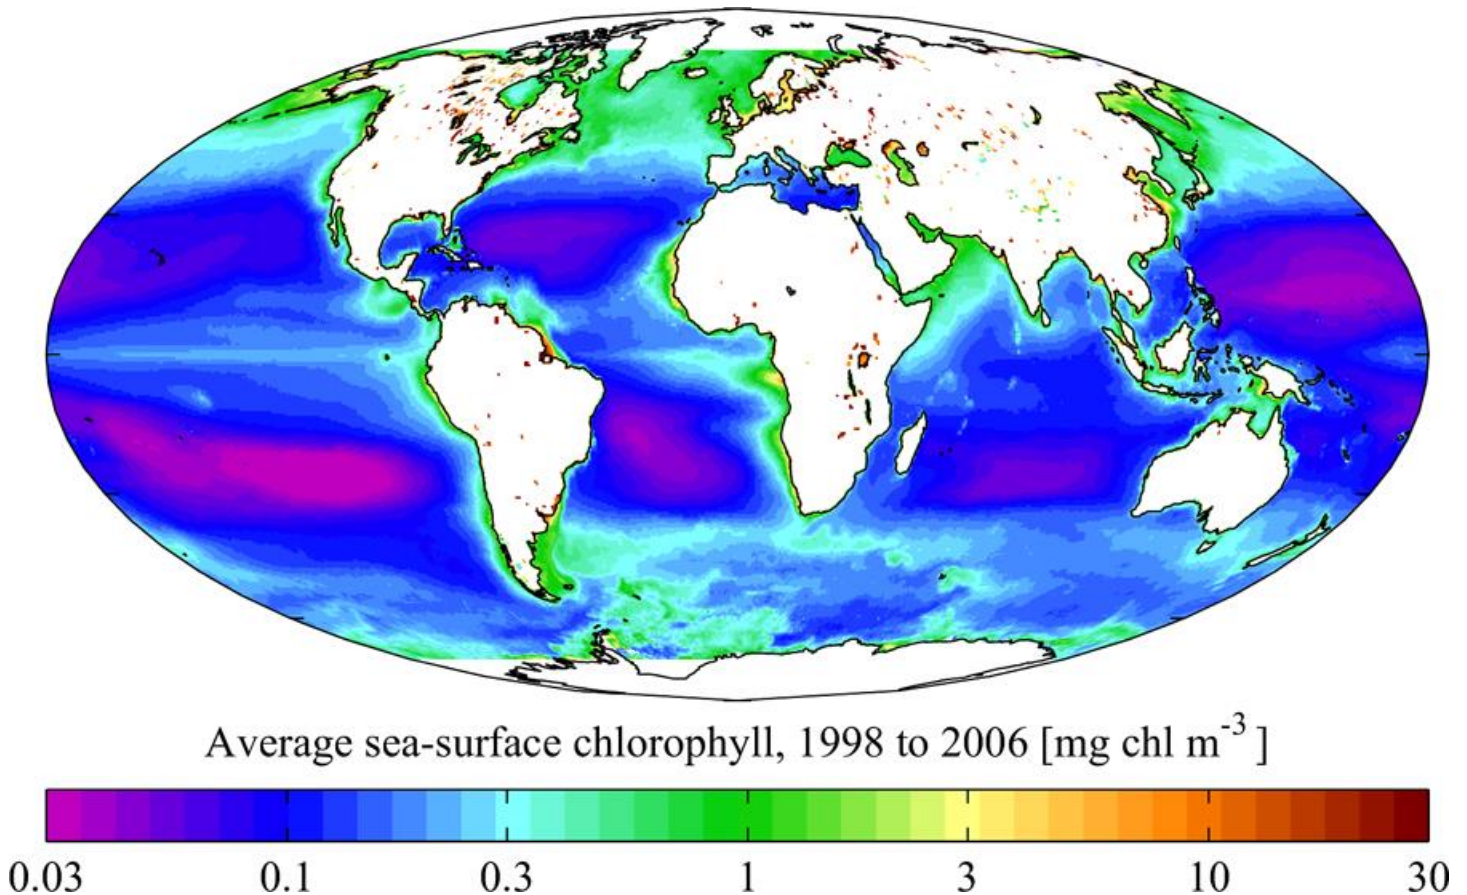 Average sea-surface chlorophyll, 1998 to 2006 [mg chl m⁻³ ]
0.03 0.1 0.3 1 3 10 30